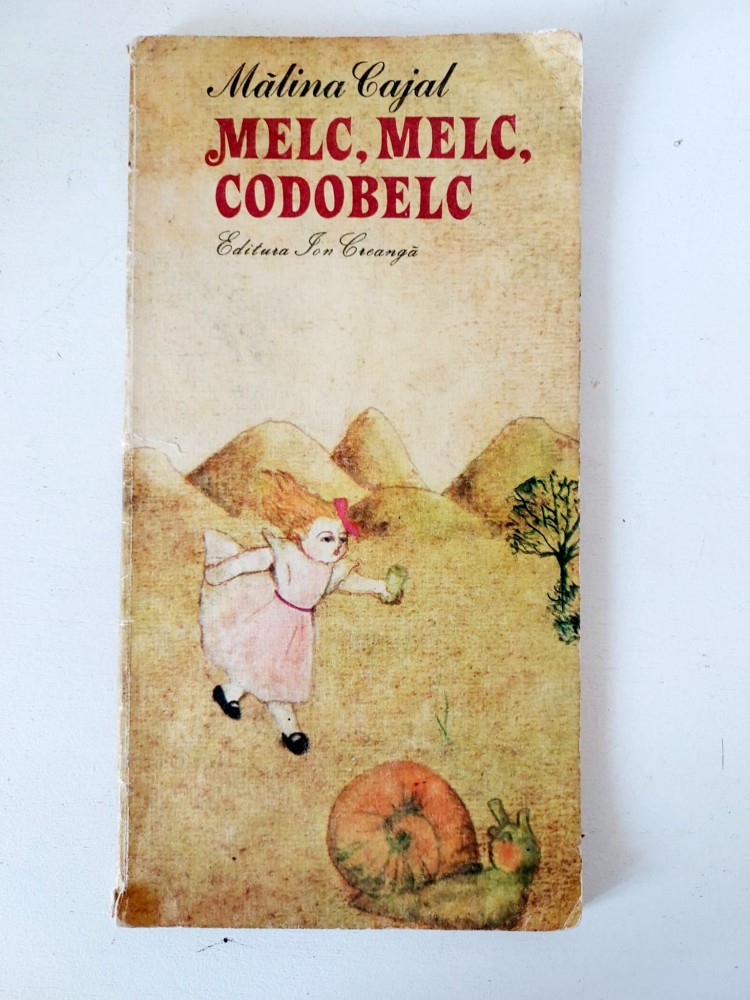 Mălina Cajal
MELC, MELC,
CODOBELC
Editura Ion Creangă